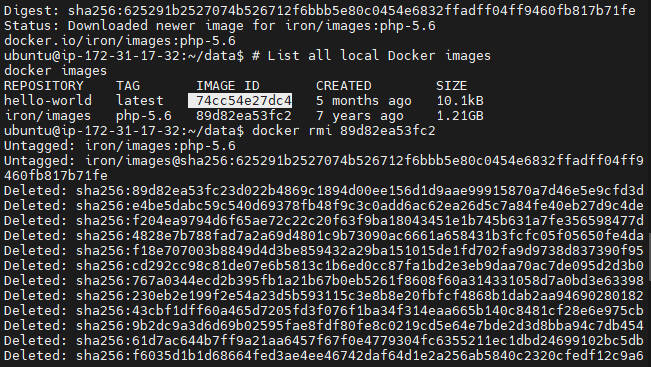 Digest: sha256:625291b2527074b526712f6bbb5e80c0454e6832ffadff04ff9460fb817b71fe
Status: Downloaded newer image for iron/images:php-5.6
docker.io/iron/images:php-5.6
ubuntu@ip-172-31-17-32:~/data$ # List all local Docker images
docker images
REPOSITORY    TAG       IMAGE ID       CREATED        SIZE
hello-world   latest    74cc54e27dc4   5 months ago   10.1kB
iron/images   php-5.6   89d82ea53fc2   7 years ago    1.21GB
ubuntu@ip-172-31-17-32:~/data$ docker rmi 89d82ea53fc2
Untagged: iron/images:php-5.6
Untagged: iron/images@sha256:625291b2527074b526712f6bbb5e80c0454e6832ffadff04ff9
460fb817b71fe
Deleted: sha256:89d82ea53fc23d022b4869c1894d00ee156d1d9aae99915870a7d46e5e9cfd3d
Deleted: sha256:e4be5dabc59c540d69378fb48f9c3c0add6ac62ea26d5c7a84fe40eb27d9c4de
Deleted: sha256:f204ea9794d6f65ae72c22c20f63f9ba18043451e1b745b631a7fe356598477d
Deleted: sha256:4828e7b788fad7a2a69d4801c9b73090ac6661a658431b3fcfc05f05650fe4da
Deleted: sha256:f18e707003b8849d4d3be859432a29ba151015de1fd702fa9d9738d837390f95
Deleted: sha256:cd292cc98c81de07e6b5813c1b6ed0cc87fa1bd2e3eb9daa70ac7de095d2d3b0
Deleted: sha256:767a0344ecd2b395fb1a21b67b0eb5261f8608f60a314331058d7a0bd3e63398
Deleted: sha256:230eb2e199f2e54a23d5b593115c3e8b8e20fbfcf4868b1dab2aa94690280182
Deleted: sha256:43cbf1dff60a465d7205fd3f076f1ba34f314eaa665b140c8481cf28e6e975cb
Deleted: sha256:9b2dc9a3d6d69b02595fae8fdf80fe8c0219cd5e64e7bde2d3d8bba94c7db454
Deleted: sha256:61d7ac644b7ff9a21aa6457f67f0e4779304fc6355211ec1dbd24699102bc5db
Deleted: sha256:f6035d1b1d68664fed3ae4ee46742daf64d1e2a256ab5840c2320cfedf12c9a6